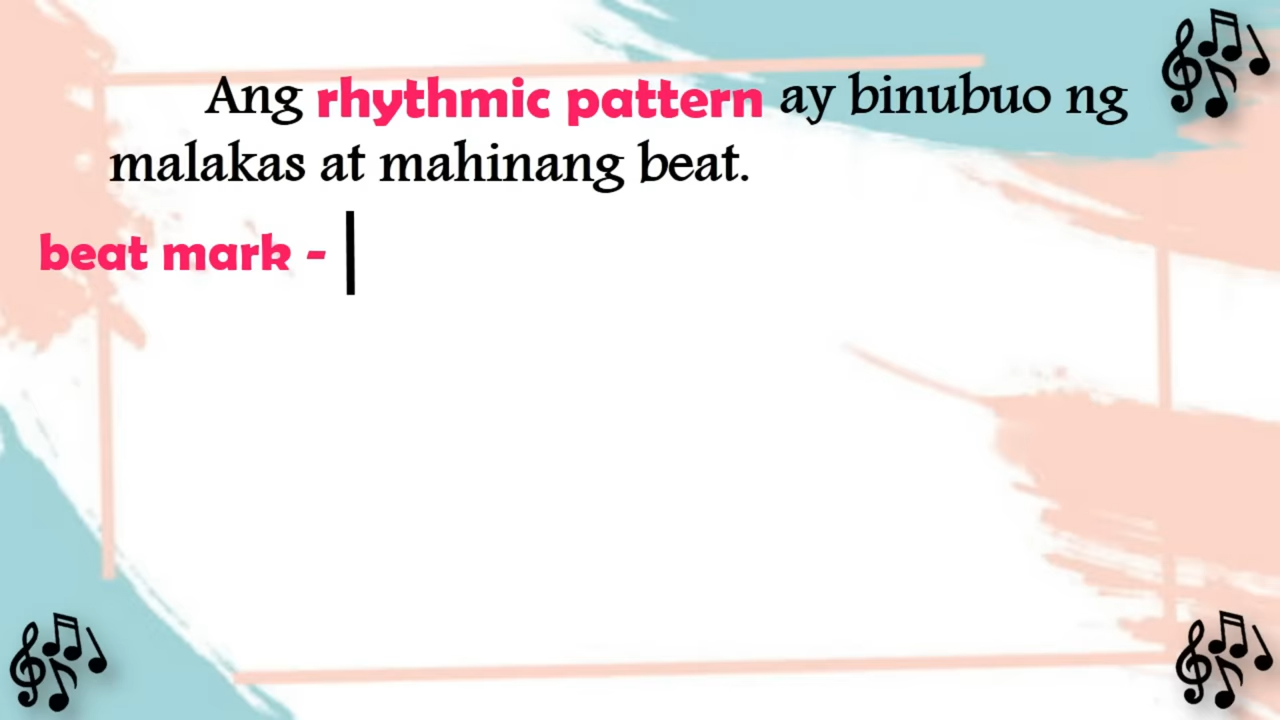 Ang rhythmic pattern ay binubuo ng
malakas at mahinang beat.
beat mark - |